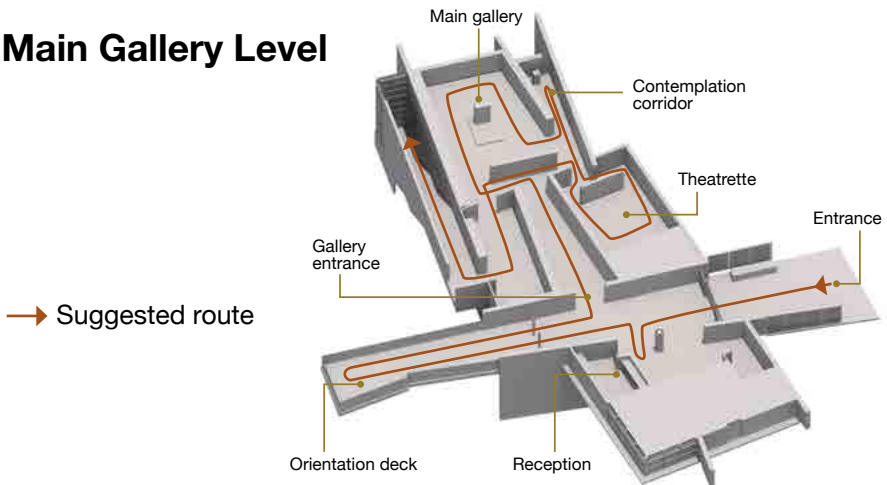 Main Gallery Level
Main gallery
Contemplation
corridor
Theatrette
Entrance
Gallery
entrance
Suggested route
Orientation deck
Reception